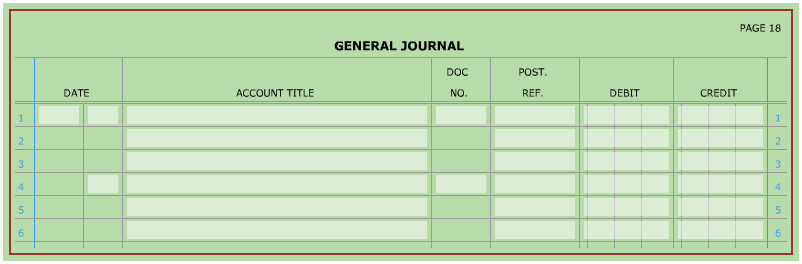 PAGE 18
GENERAL JOURNAL
DOC POST.
DATE ACCOUNT TITLE NO. REF. DEBIT CREDIT
1 1
2 2
3 3
4 4
5 5
6 6